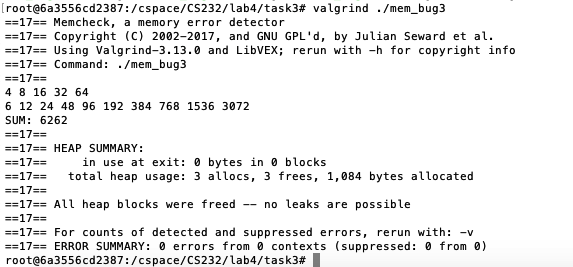 [root@6a3556cd2387:/cspace/CS232/lab4/task3# valgrind ./mem_bug3
==17== Memcheck, a memory error detector
==17== Copyright (C) 2002-2017, and GNU GPL'd, by Julian Seward et al.
==17== Using Valgrind-3.13.0 and LibVEX; rerun with -h for copyright info
==17== Command: ./mem_bug3
==17==
4 8 16 32 64
6 12 24 48 96 192 384 768 1536 3072
SUM: 6262
==17==
==17== HEAP SUMMARY:
==17==     in use at exit: 0 bytes in 0 blocks
==17==   total heap usage: 3 allocs, 3 frees, 1,084 bytes allocated
==17==
==17== All heap blocks were freed -- no leaks are possible
==17==
==17== For counts of detected and suppressed errors, rerun with: -v
==17== ERROR SUMMARY: 0 errors from 0 contexts (suppressed: 0 from 0)
root@6a3556cd2387:/cspace/CS232/lab4/task3#